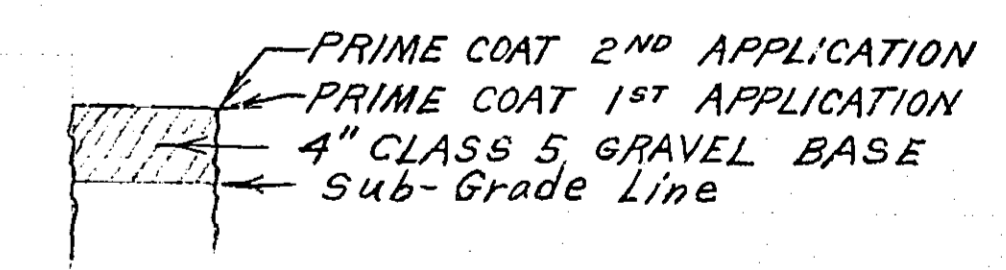 PRIME COAT 2ND APPLICATION
PRIME COAT 1ST APPLICATION
4" CLASS 5 GRAVEL BASE
Sub-Grade Line